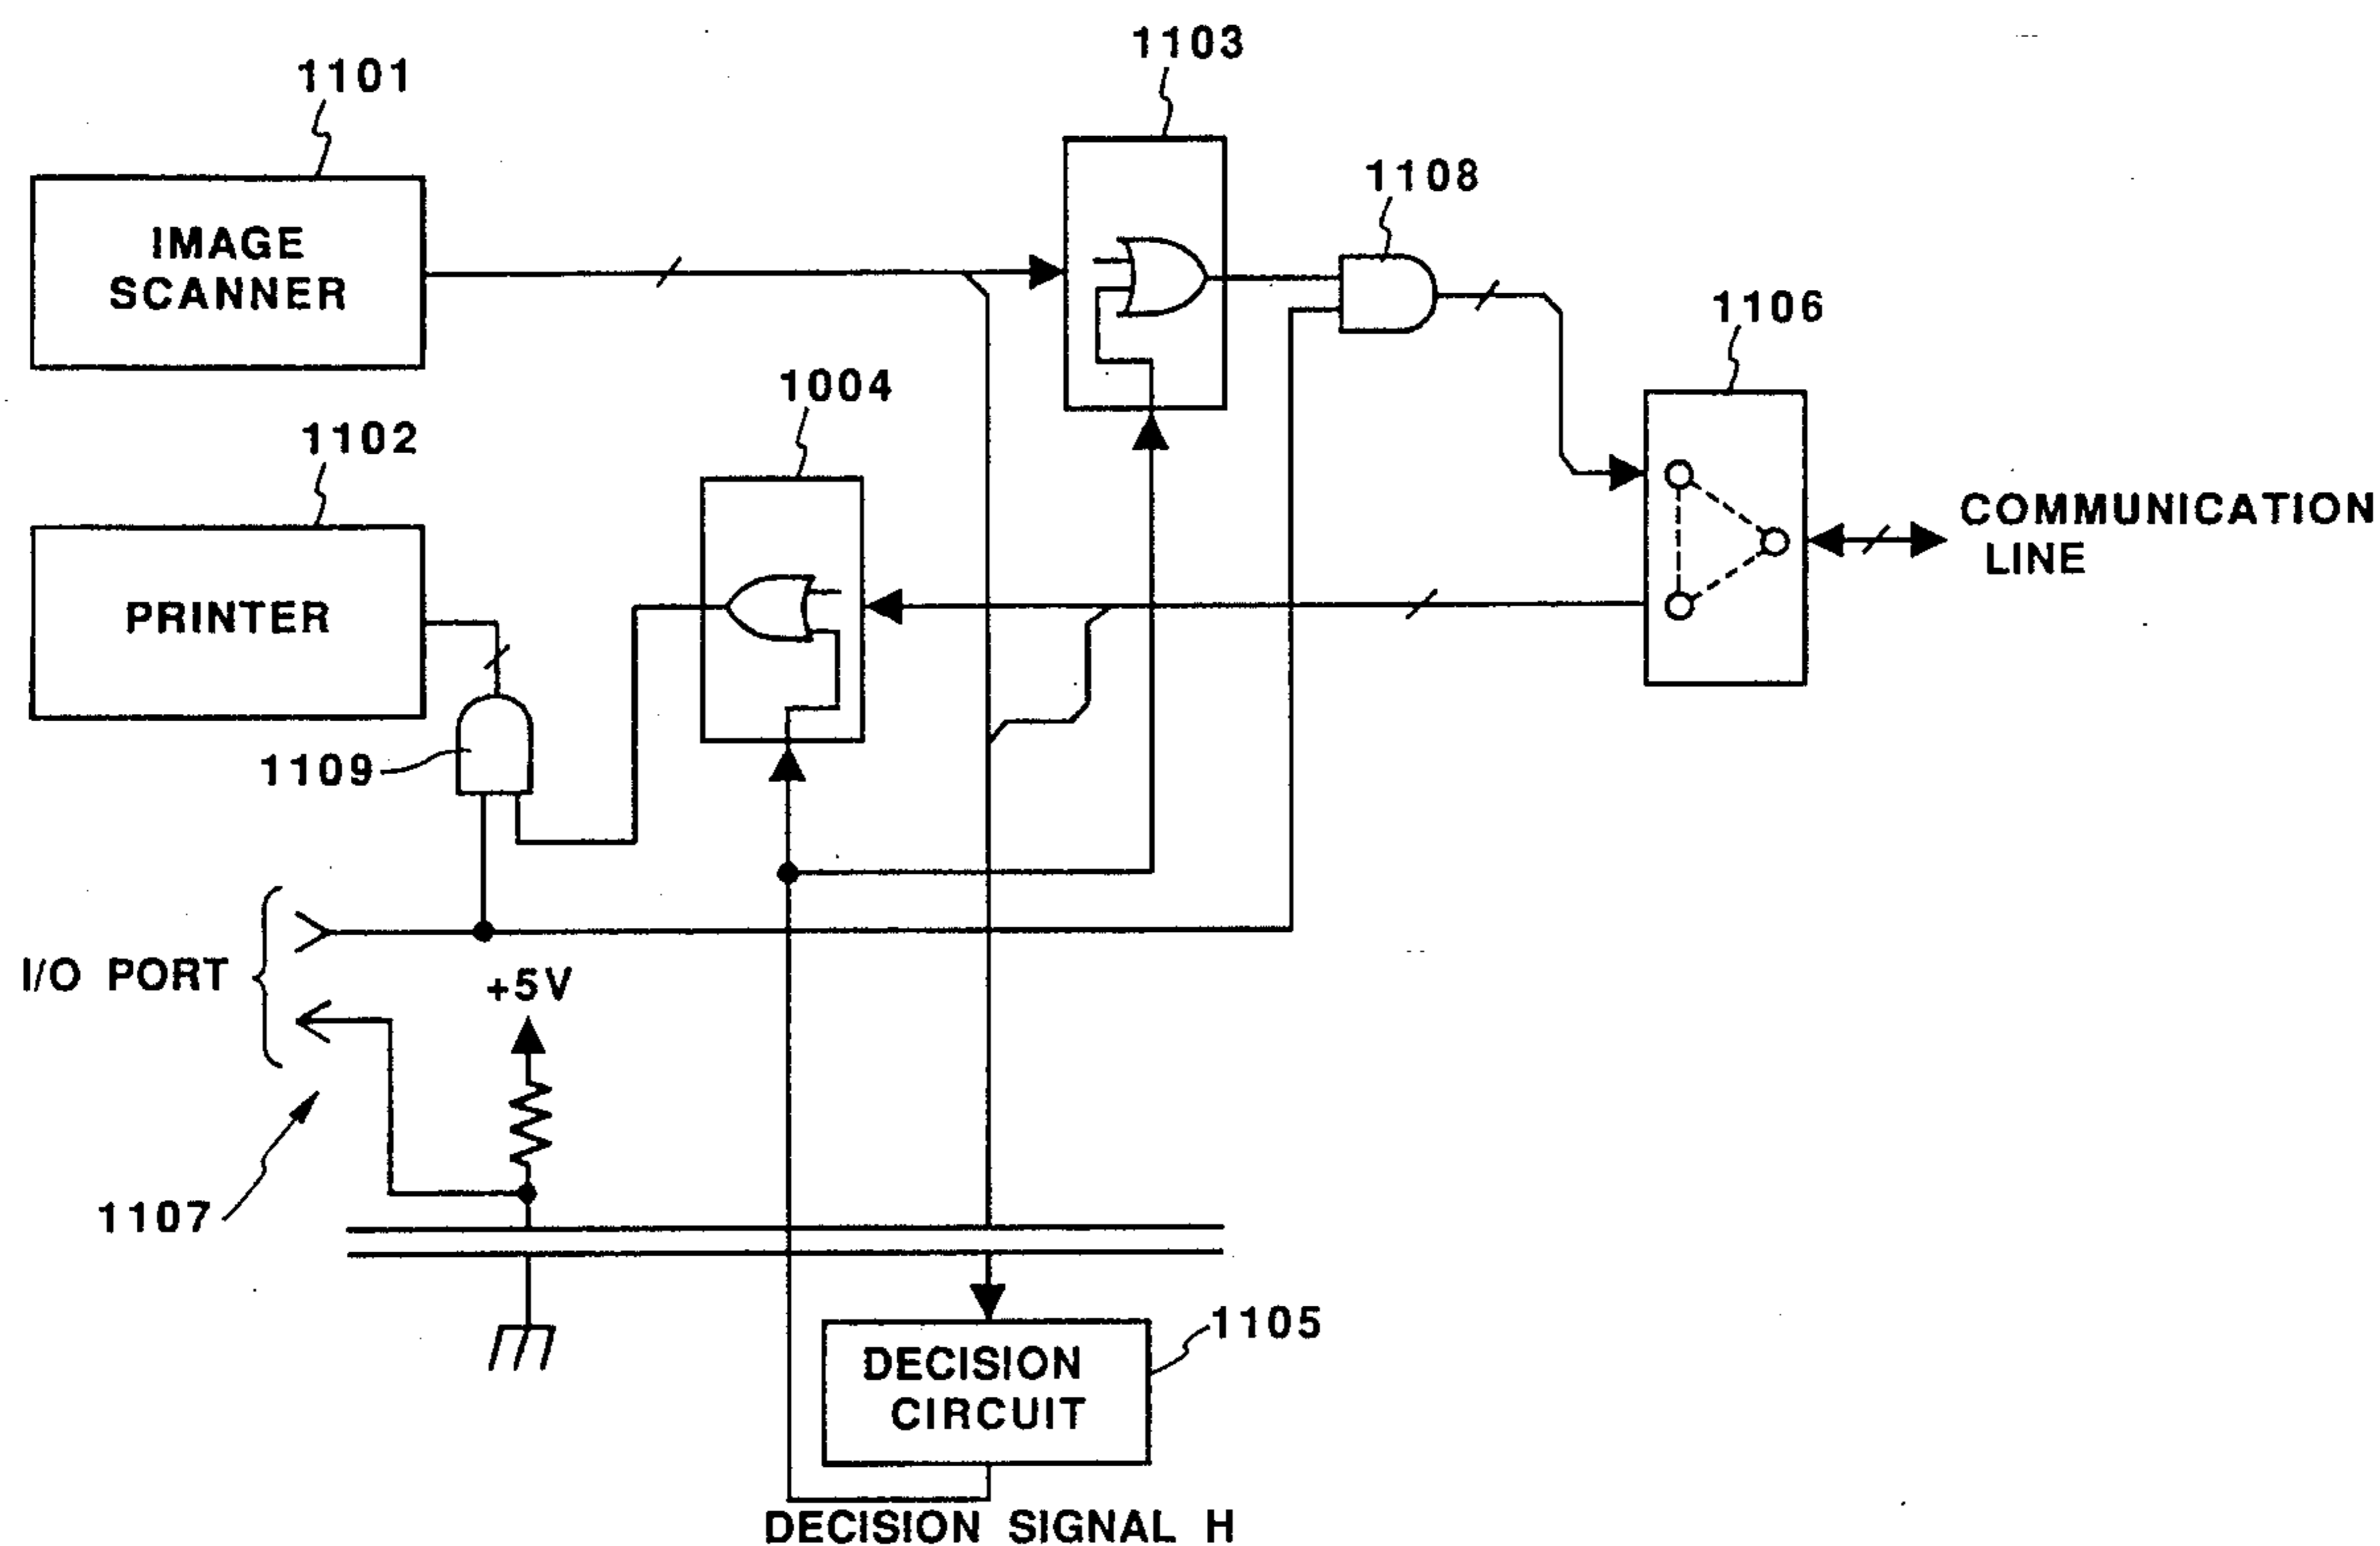 1103
1101
1108
IMAGE
SCANNER
1106
1004
1102
COMMUNICATION
LINE
PRINTER
1109
I/O PORT
+5V
1107
1105
DECISION
CIRCUIT
DECISION SIGNAL H